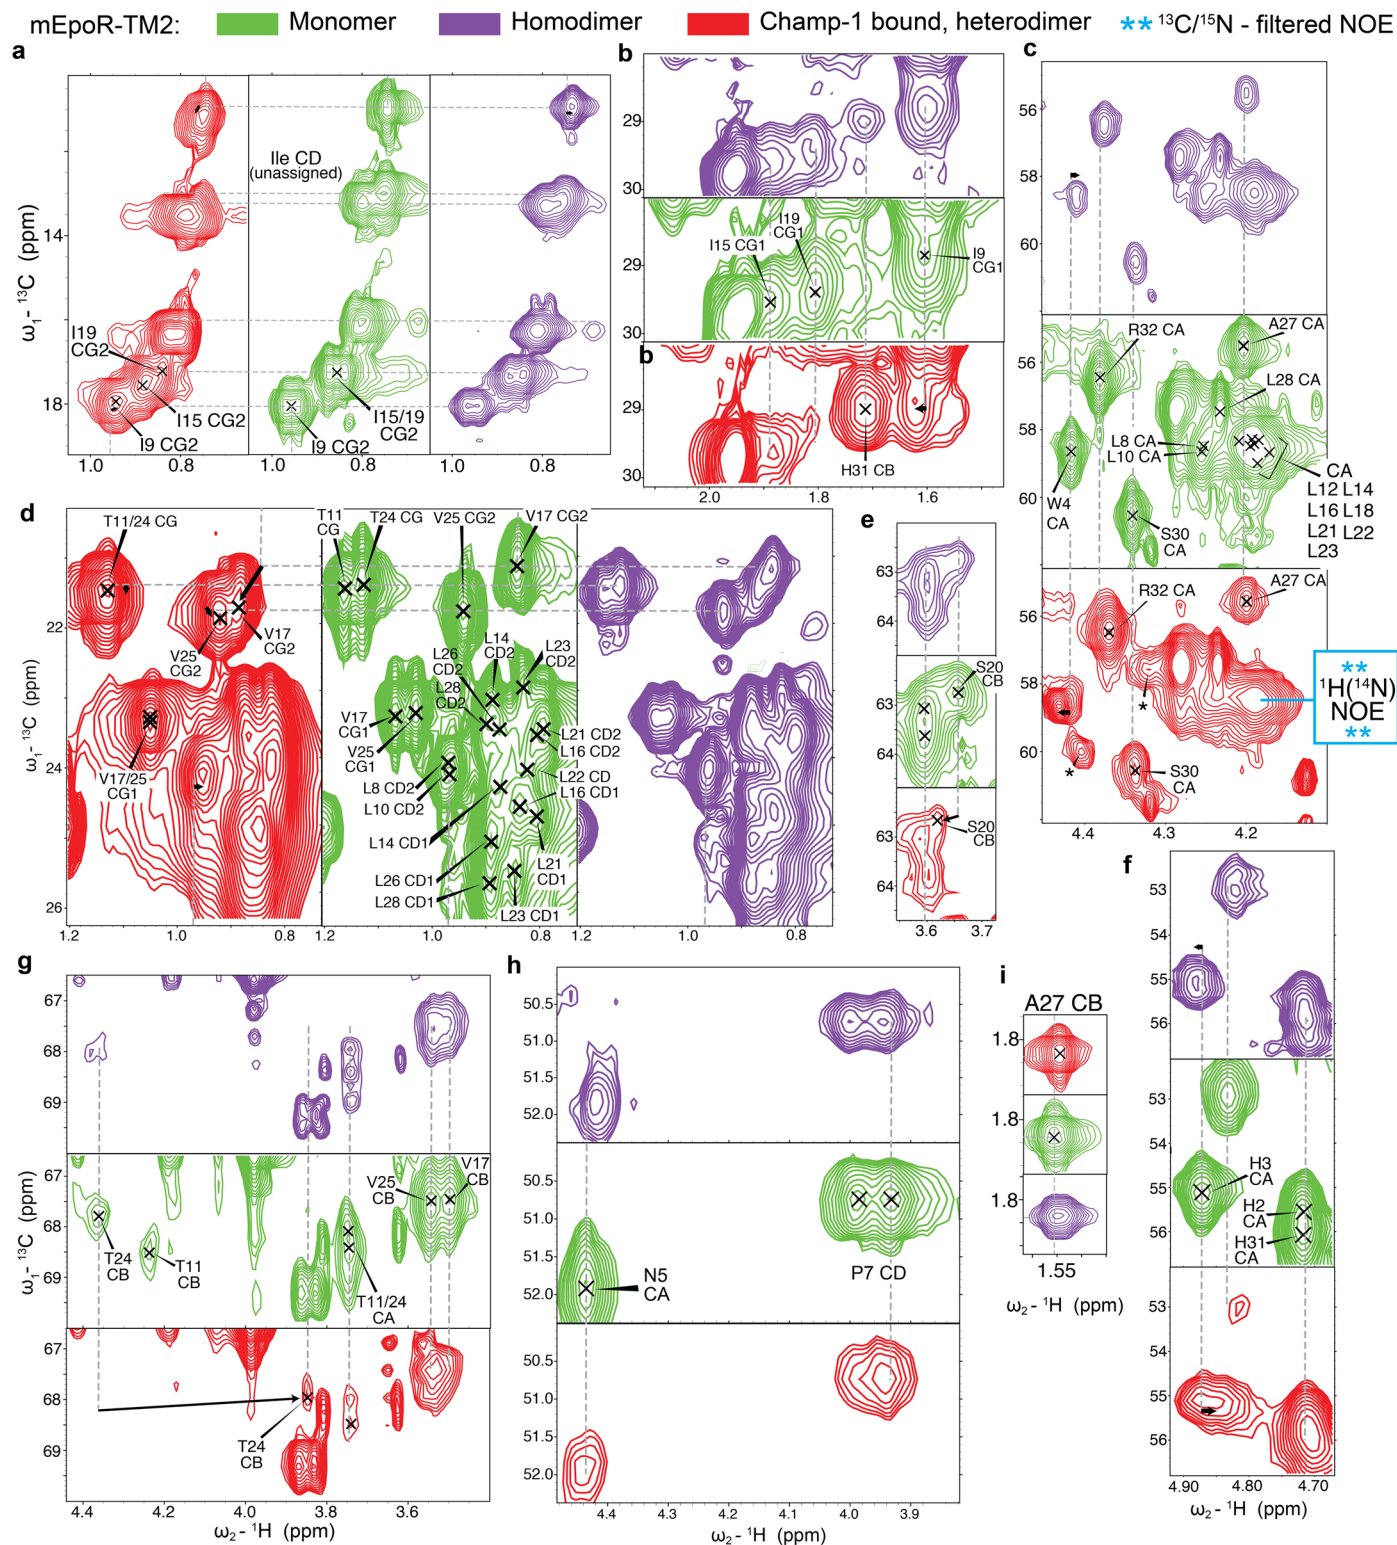 mEpoR-TM2: Monomer Homodimer Champ-1 bound, heterodimer ** ¹³C/¹⁵N - filtered NOE
a
Ile CD
(unassigned)
14
18
I19
CG2
I15 CG2
I9 CG2
I15/19
CG2
I9 CG2
1.0 0.8 1.0 0.8 1.0 0.8
ω₁- ¹³C (ppm)
b
29
30
I15 CG1
I19
CG1
I9
CG1
29
30
b
29
30
H31 CB
2.0 1.8 1.6
c
56
58
60
R32 CA
A27 CA
L28 CA
L8 CA
L10 CA
W4
CA
S30
CA
CA
L12 L14
L16 L18
L21 L22
L23
56
58
60
R32 CA
A27 CA
*
*
S30
CA
**
¹H(¹⁴N)
NOE
**
56
58
60
4.4 4.3 4.2
d
T11/24 CG
V25
CG2
V17
CG2
V17/25
CG1
T11
CG
T24 CG
V25 CG2
V17 CG2
L14
CD2
L26
CD2
L28
CD2
L23
CD2
V17
CG1
V25
CG1
L8 CD2
L10 CD2
L14 CD1
L26 CD1
L28 CD1
L21 CD2
L16 CD2
L22 CD
L16 CD1
L21
CD1
L23 CD1
22
24
26
1.2 1.0 0.8 1.2 1.0 0.8 1.0 0.8
ω₁- ¹³C (ppm)
e
63
64
S20
CB
63
64
S20
CB
63
64
3.6 3.7
f
53
54
55
56
H3
CA
H2
CA
H31
CA
53
54
55
56
53
54
55
56
4.90 4.80 4.70
ω₂- ¹H (ppm)
g
67
68
69
T24
CB
T11
CB
T11/24
CA
V25
CB
V17
CB
67
68
69
T24
CB
67
68
69
4.4 4.2 4.0 3.8 3.6
ω₁- ¹³C (ppm)
ω₂- ¹H (ppm)
h
50.5
51.0
51.5
52.0
N5
CA
P7 CD
50.5
51.0
51.5
52.0
50.5
51.0
51.5
52.0
4.4 4.3 4.2 4.1 4.0 3.9
ω₂- ¹H (ppm)
i
A27 CB
1.8
1.8
1.8
1.55
ω₂- ¹H (ppm)